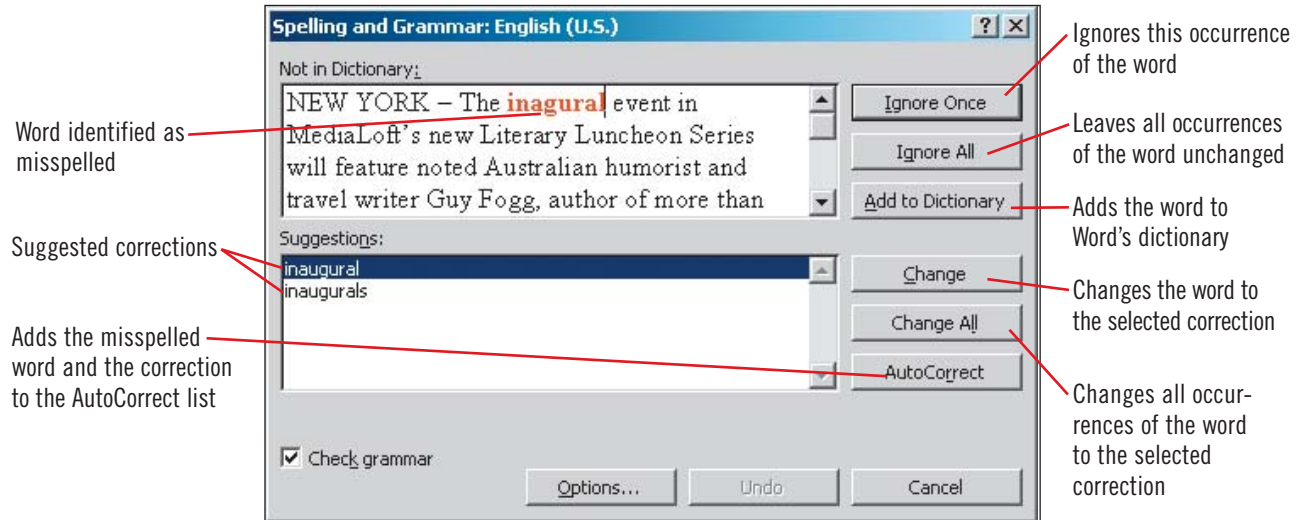 Spelling and Grammar: English (U.S.)
Not in Dictionary:
NEW YORK – The inagural event in
MediaLoft's new Literary Luncheon Series
will feature noted Australian humorist and
travel writer Guy Fogg, author of more than
Ignore Once
Ignore All
Add to Dictionary
Suggestions:
inaugural
inaugurals
Change
Change All
AutoCorrect
Check grammar
Options...
Undo
Cancel
Word identified as
misspelled
Suggested corrections
Adds the misspelled
word and the correction
to the AutoCorrect list
Ignores this occurrence
of the word
Leaves all occurrences
of the word unchanged
Adds the word to
Word's dictionary
Changes the word to
the selected correction
Changes all occur-
rences of the word
to the selected
correction